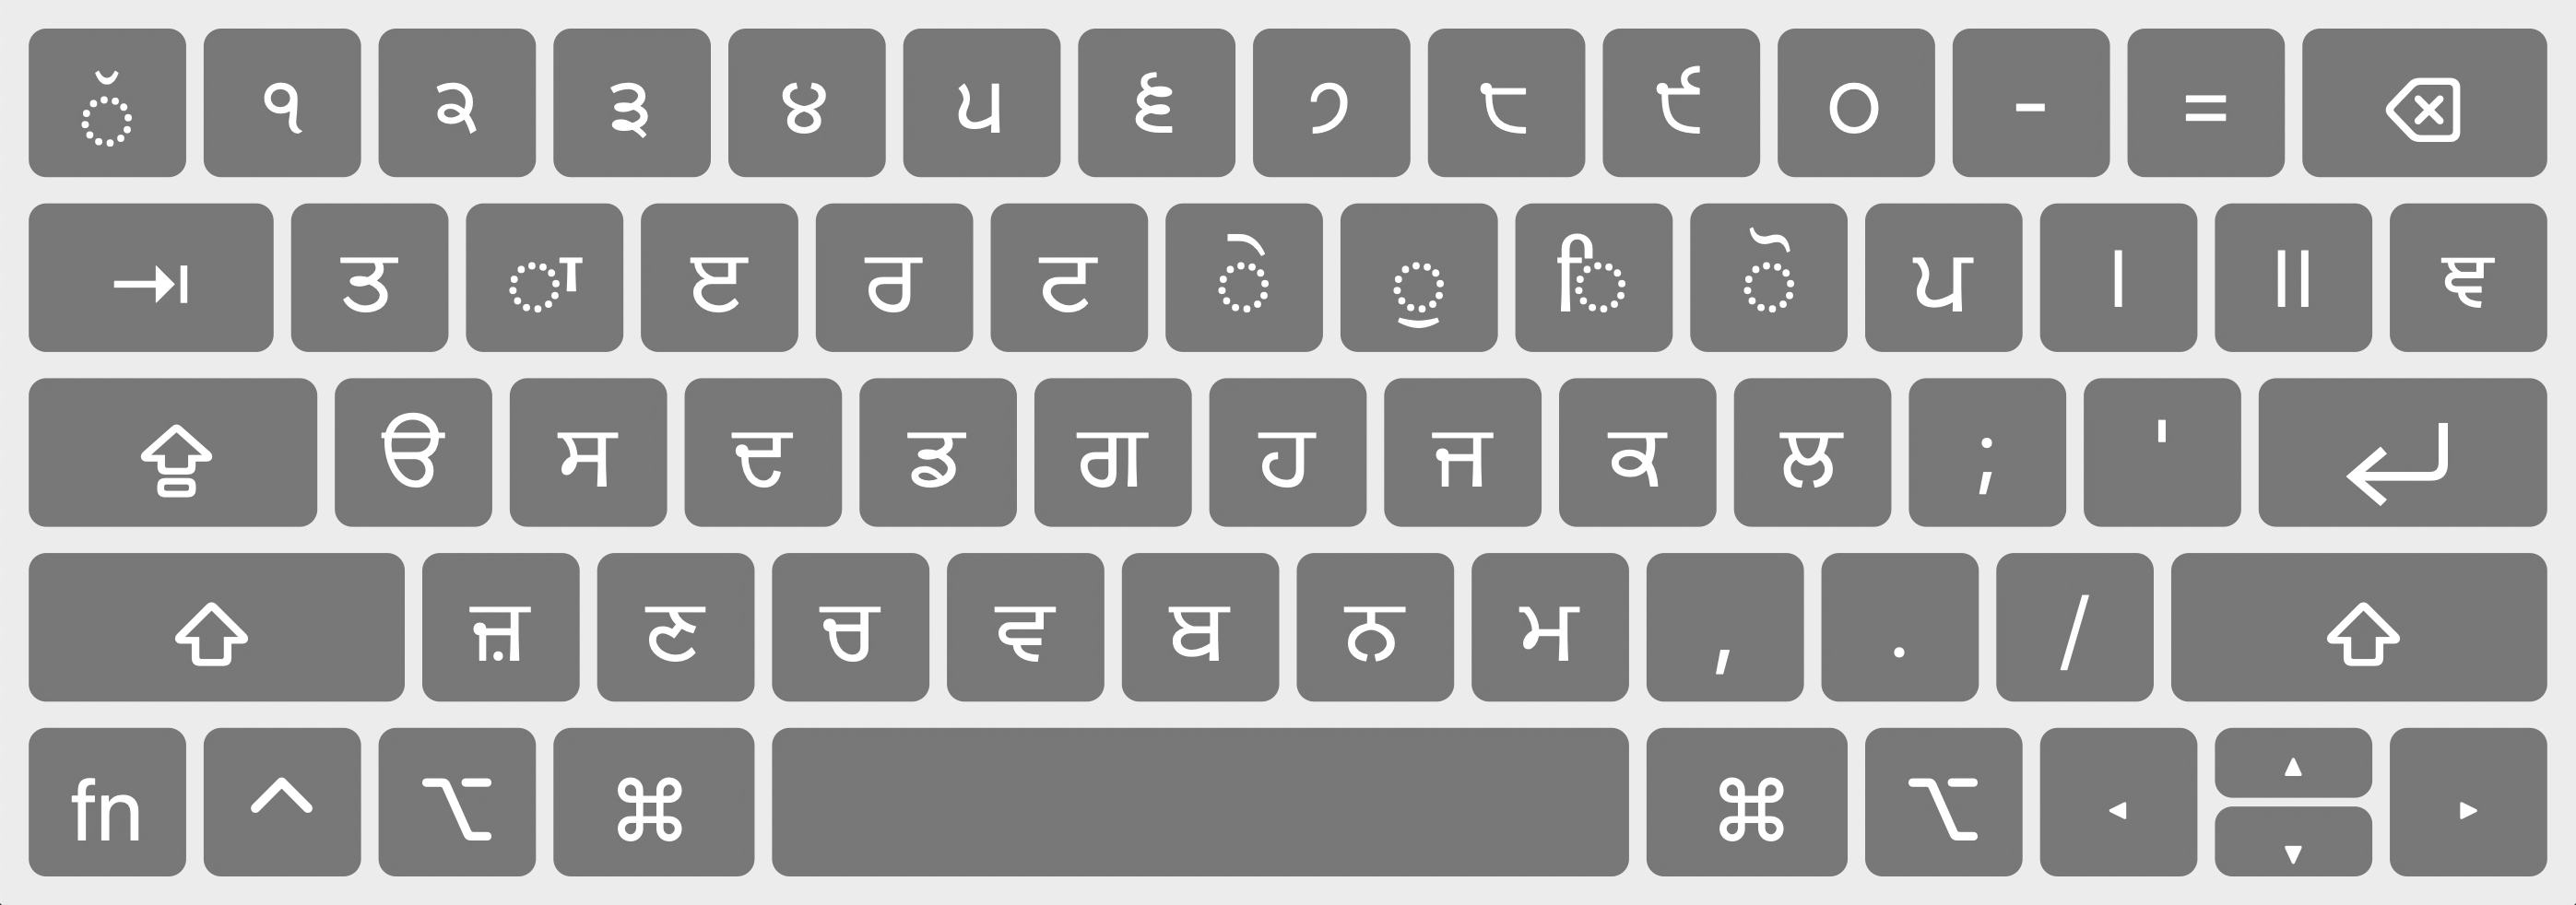 ੱ ੧ ੨ ੩ ੪ ੫ ੬ ੭ ੮ ੯ ੦ - =
ਤ ਾ ੲ ਰ ਟ ੇ ੁ ਿ ੋ ਪ । ॥ ਞ
ੳ ਸ ਦ ਡ ਗ ਹ ਜ ਕ ਲ ; '
ਜ਼ ਣ ਚ ਵ ਬ ਨ ਮ , . /
fn ^ ⌥ ⌘ ⌘ ⌥